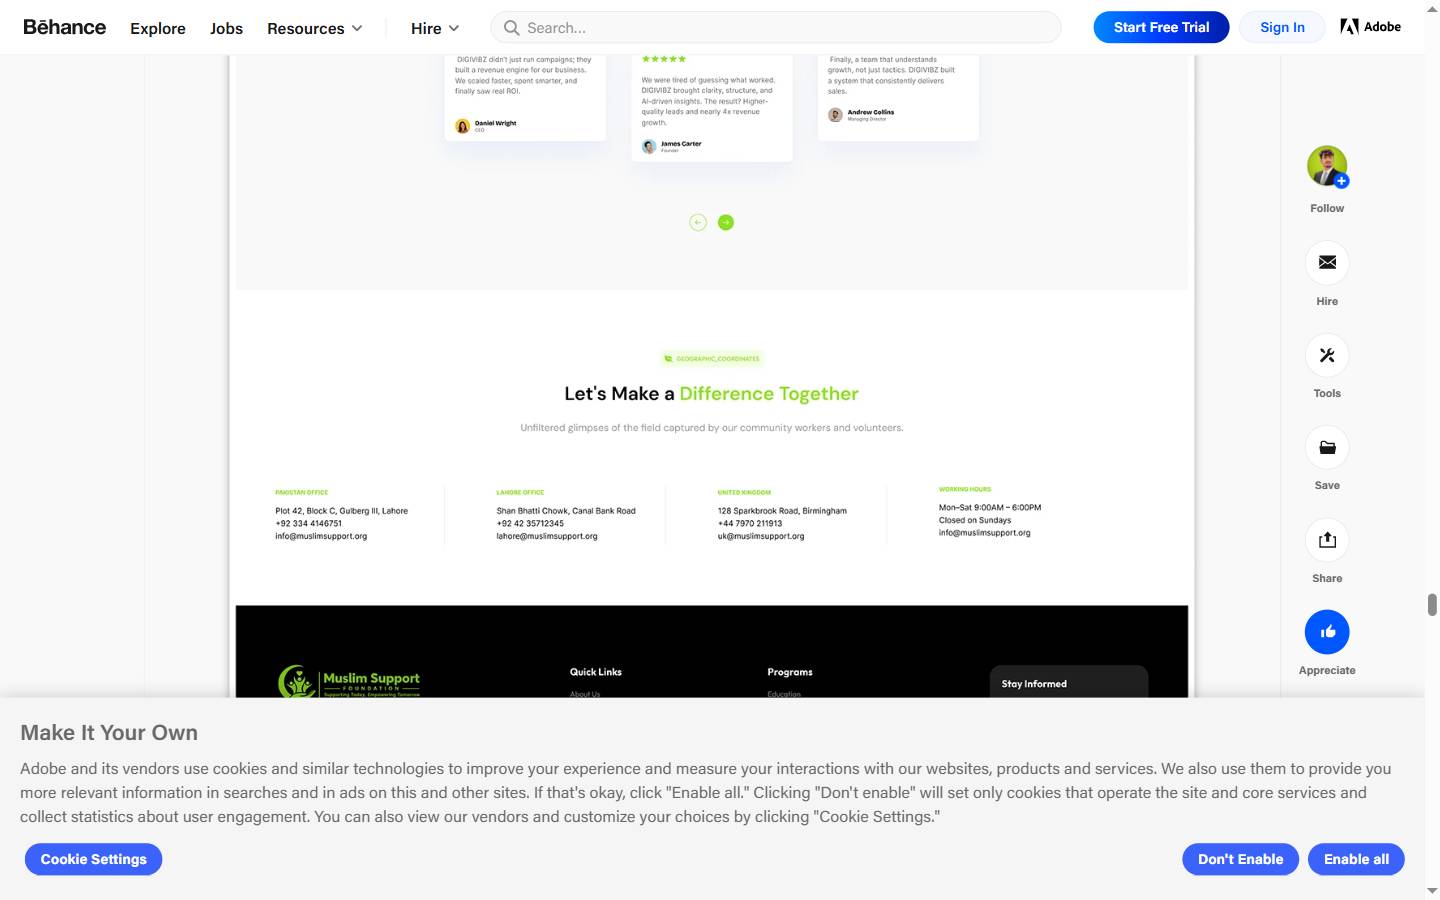 Bēhance
Explore
Jobs
Resources
Hire
Search...
Start Free Trial
Sign In
Adobe
DIGIVIBZ didn't just run campaigns; they
built a revenue engine for our business.
We scaled faster, spent smarter, and
finally saw real ROI.
Daniel Wright
CEO
We were tired of guessing what worked.
DIGIVIBZ brought clarity, structure, and
AI-driven insights. The result? Higher-
quality leads and nearly 4x revenue
growth.
James Carter
Founder
Finally, a team that understands
growth, not just tactics. DIGIVIBZ built
a system that consistently delivers
sales.
Andrew Collins
Managing Director
GEOGRAPHIC_COORDINATES
Let's Make a Difference Together
Unfiltered glimpses of the field captured by our community workers and volunteers.
PAKISTAN OFFICE
Plot 42, Block C, Gulberg III, Lahore
+92 334 4146751
info@muslimsupport.org
LAHORE OFFICE
Shan Bhatti Chowk, Canal Bank Road
+92 42 35712345
lahore@muslimsupport.org
UNITED KINGDOM
128 Sparkbrook Road, Birmingham
+44 7970 211913
uk@muslimsupport.org
WORKING HOURS
Mon–Sat 9:00AM – 6:00PM
Closed on Sundays
info@muslimsupport.org
Muslim Support
FOUNDATION
Supporting Today, Empowering Tomorrow
Quick Links
About Us
Programs
Education
Stay Informed
Follow
Hire
Tools
Save
Share
Appreciate
Make It Your Own
Adobe and its vendors use cookies and similar technologies to improve your experience and measure your interactions with our websites, products and services. We also use them to provide you
more relevant information in searches and in ads on this and other sites. If that's okay, click "Enable all." Clicking "Don't enable" will set only cookies that operate the site and core services and
collect statistics about user engagement. You can also view our vendors and customize your choices by clicking "Cookie Settings."
Cookie Settings
Don't Enable
Enable all